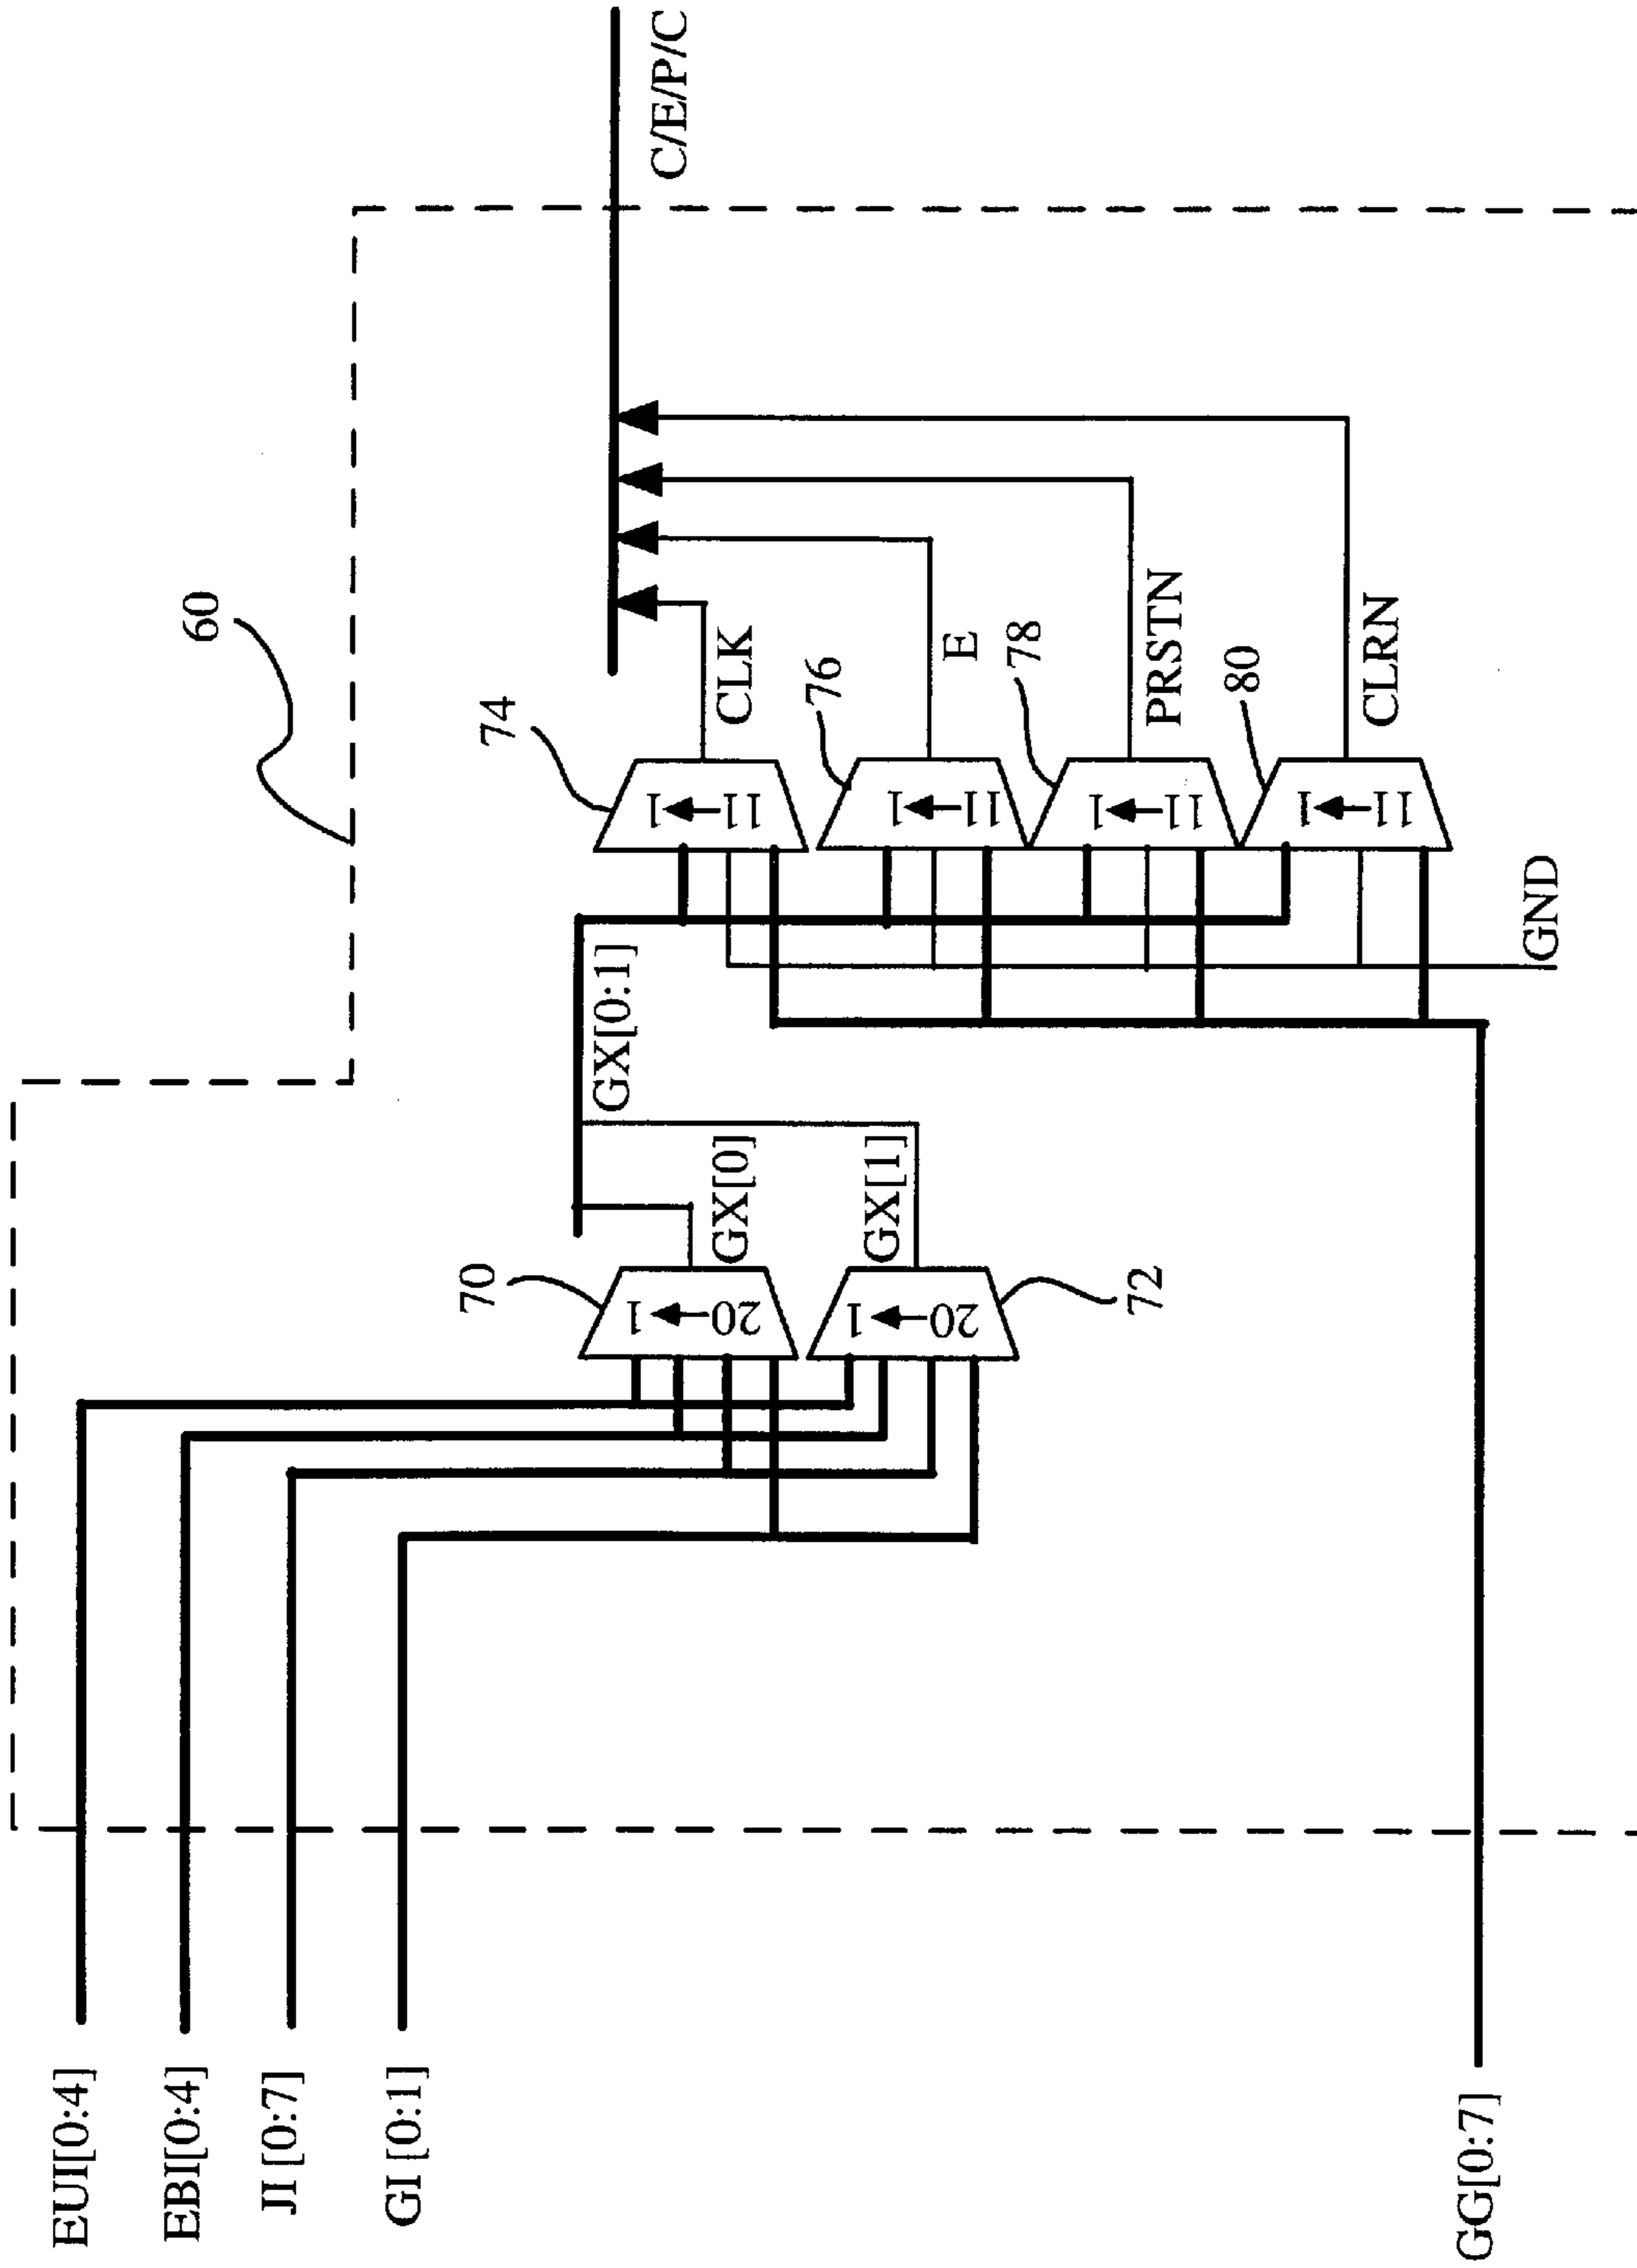 EUI[0:4]
EBI[0:4]
JI [0:7]
GI [0:1]
GG[0:7]
60
70
20→1
GX[0]
72
20→1
GX[1]
GX[0:1]
GND
74
11→1
CLK
76
11→1
E
78
11→1
PRSTN
80
11→1
CLRN
C/E/P/C